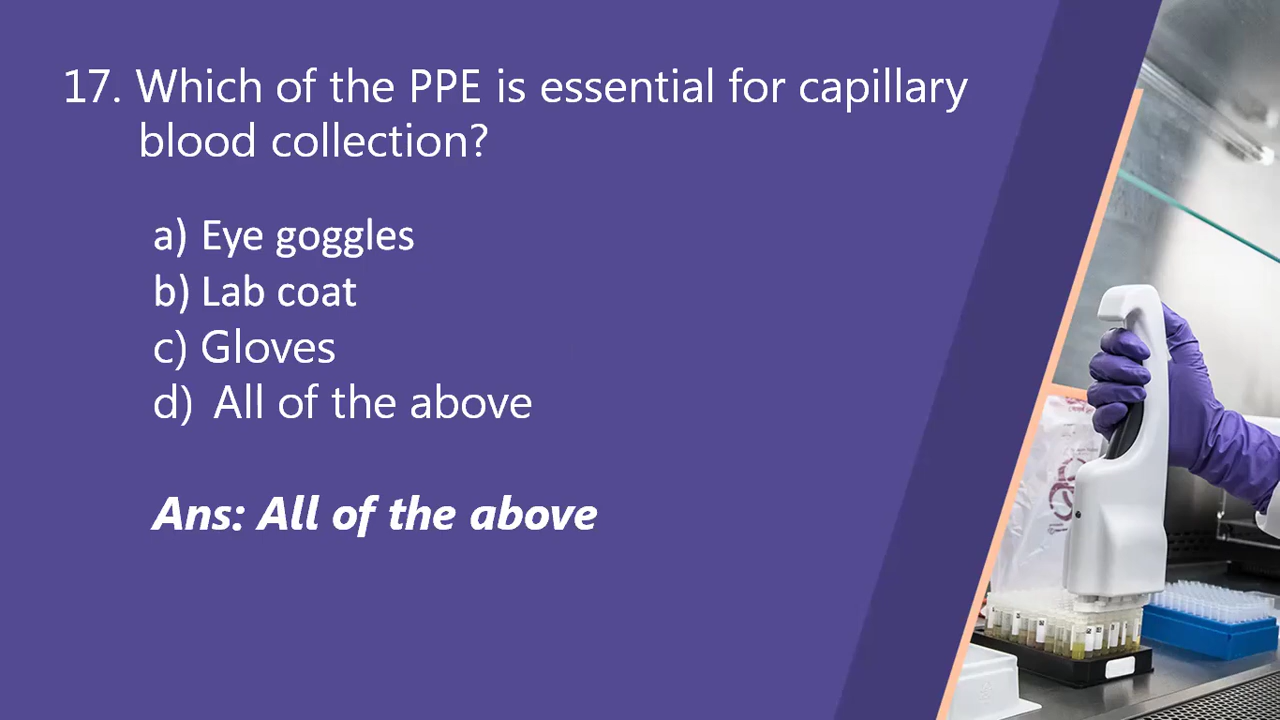 17. Which of the PPE is essential for capillary
blood collection?
a) Eye goggles
b) Lab coat
c) Gloves
d) All of the above
Ans: All of the above